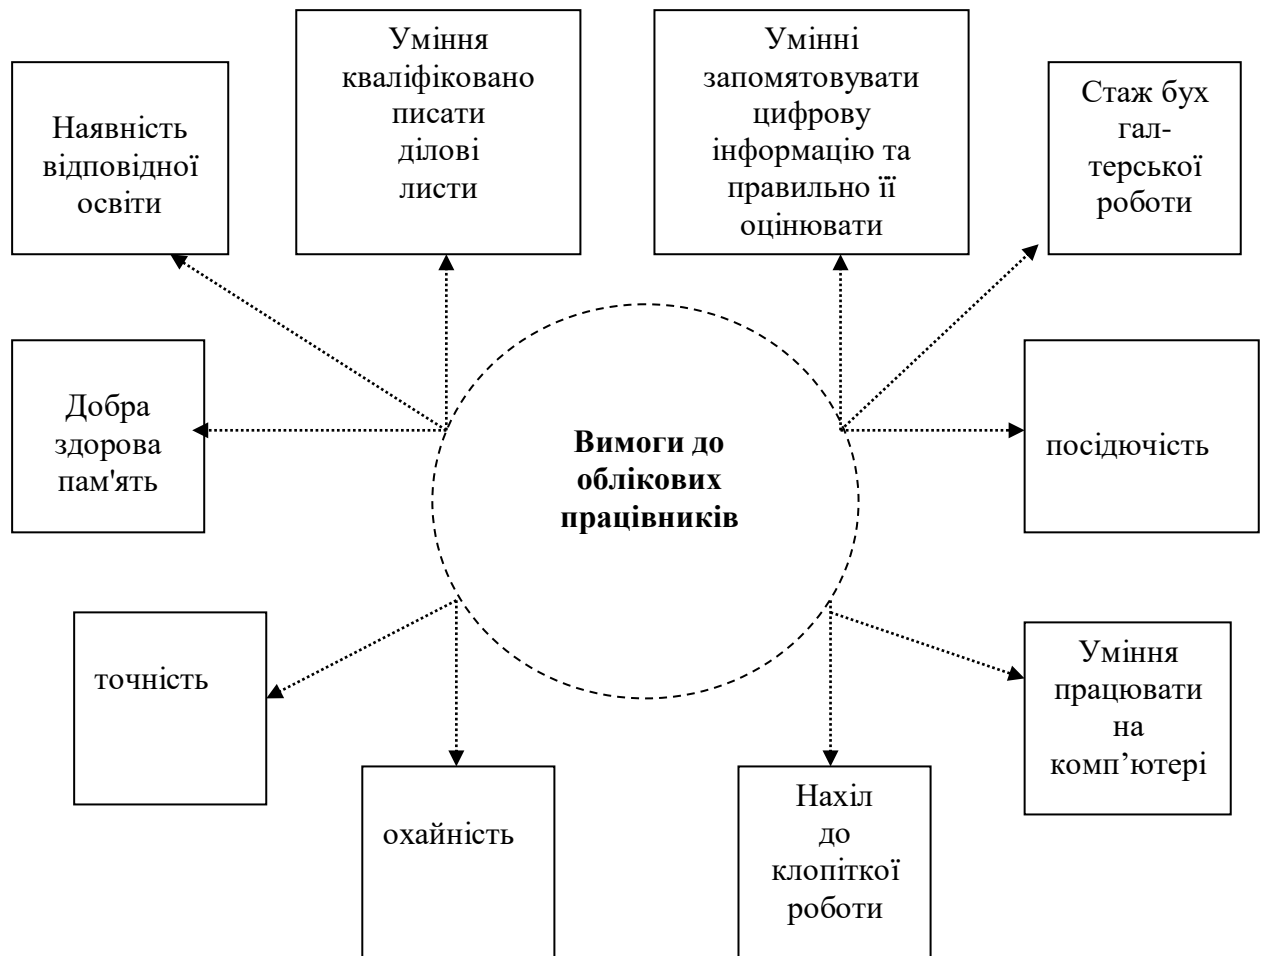 Уміння
кваліфіковано
писати
ділові
листи
Умінні
запомятовувати
цифрову
інформацію та
правильно її
оцінювати
Наявність
відповідної
освіти
Стаж бух
гал-
терської
роботи
Добра
здорова
пам'ять
Вимоги до
облікових
працівників
посідючість
точність
Уміння
працювати
на
комп’ютері
охайність
Нахіл
до
клопіткої
роботи